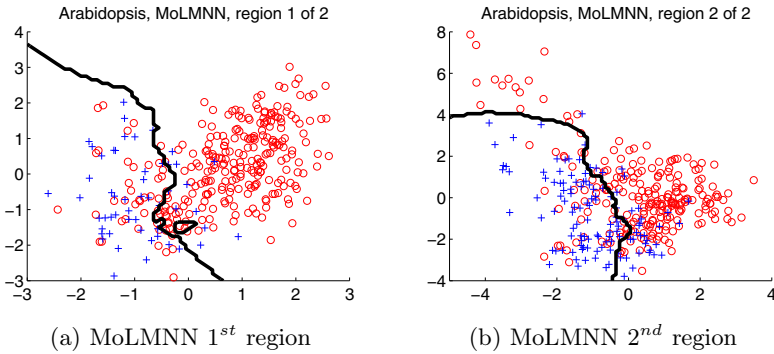 Arabidopsis, MoLMNN, region 1 of 2
4
3
2
1
0
−1
−2
−3
−3 −2 −1 0 1 2 3
(a) MoLMNN 1st region
Arabidopsis, MoLMNN, region 2 of 2
8
6
4
2
0
−2
−4
−4 −2 0 2 4
(b) MoLMNN 2nd region